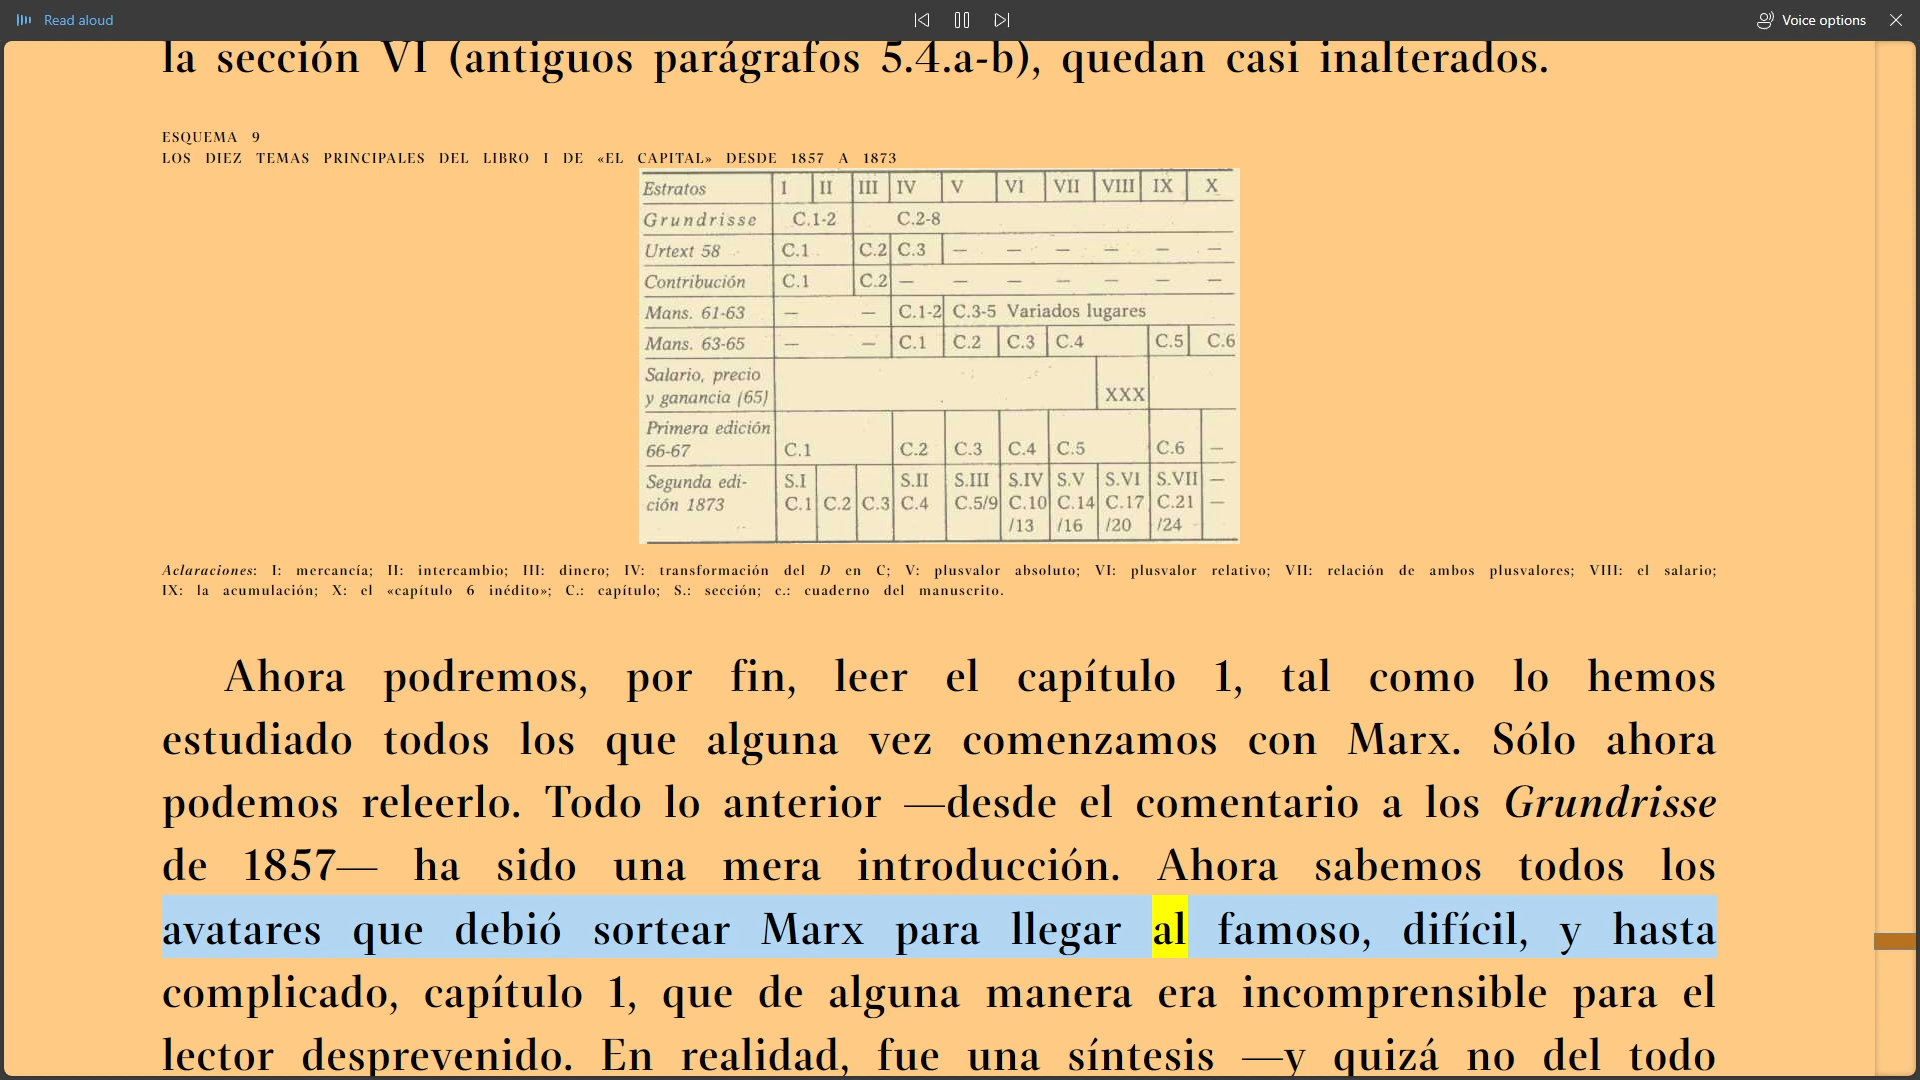 Read aloud
Voice options
la sección VI (antiguos parágrafos 5.4.a-b), quedan casi inalterados.
ESQUEMA 9
LOS DIEZ TEMAS PRINCIPALES DEL LIBRO I DE «EL CAPITAL» DESDE 1857 A 1873
Estratos I II III IV V VI VII VIII IX X
Grundrisse C.1-2 C.2-8
Urtext 58 C.1 C.2 C.3 — — — — — —
Contribución C.1 C.2 — — — — — — —
Mans. 61-63 — — C.1-2 C.3-5 Variados lugares
Mans. 63-65 — — C.1 C.2 C.3 C.4 C.5 C.6
Salario, precio
y ganancia (65) XXX
Primera edición
66-67 C.1 C.2 C.3 C.4 C.5 C.6 —
Segunda edi- S.I S.II S.III S.IV S.V S.VI S.VII —
ción 1873 C.1 C.2 C.3 C.4 C.5/9 C.10 C.14 C.17 C.21 —
/13 /16 /20 /24
Aclaraciones: I: mercancía; II: intercambio; III: dinero; IV: transformación del D en C; V: plusvalor absoluto; VI: plusvalor relativo; VII: relación de ambos plusvalores; VIII: el salario;
IX: la acumulación; X: el «capítulo 6 inédito»; C.: capítulo; S.: sección; c.: cuaderno del manuscrito.
Ahora podremos, por fin, leer el capítulo 1, tal como lo hemos
estudiado todos los que alguna vez comenzamos con Marx. Sólo ahora
podemos releerlo. Todo lo anterior —desde el comentario a los Grundrisse
de 1857— ha sido una mera introducción. Ahora sabemos todos los
avatares que debió sortear Marx para llegar al famoso, difícil, y hasta
complicado, capítulo 1, que de alguna manera era incomprensible para el
lector desprevenido. En realidad, fue una síntesis —y quizá no del todo